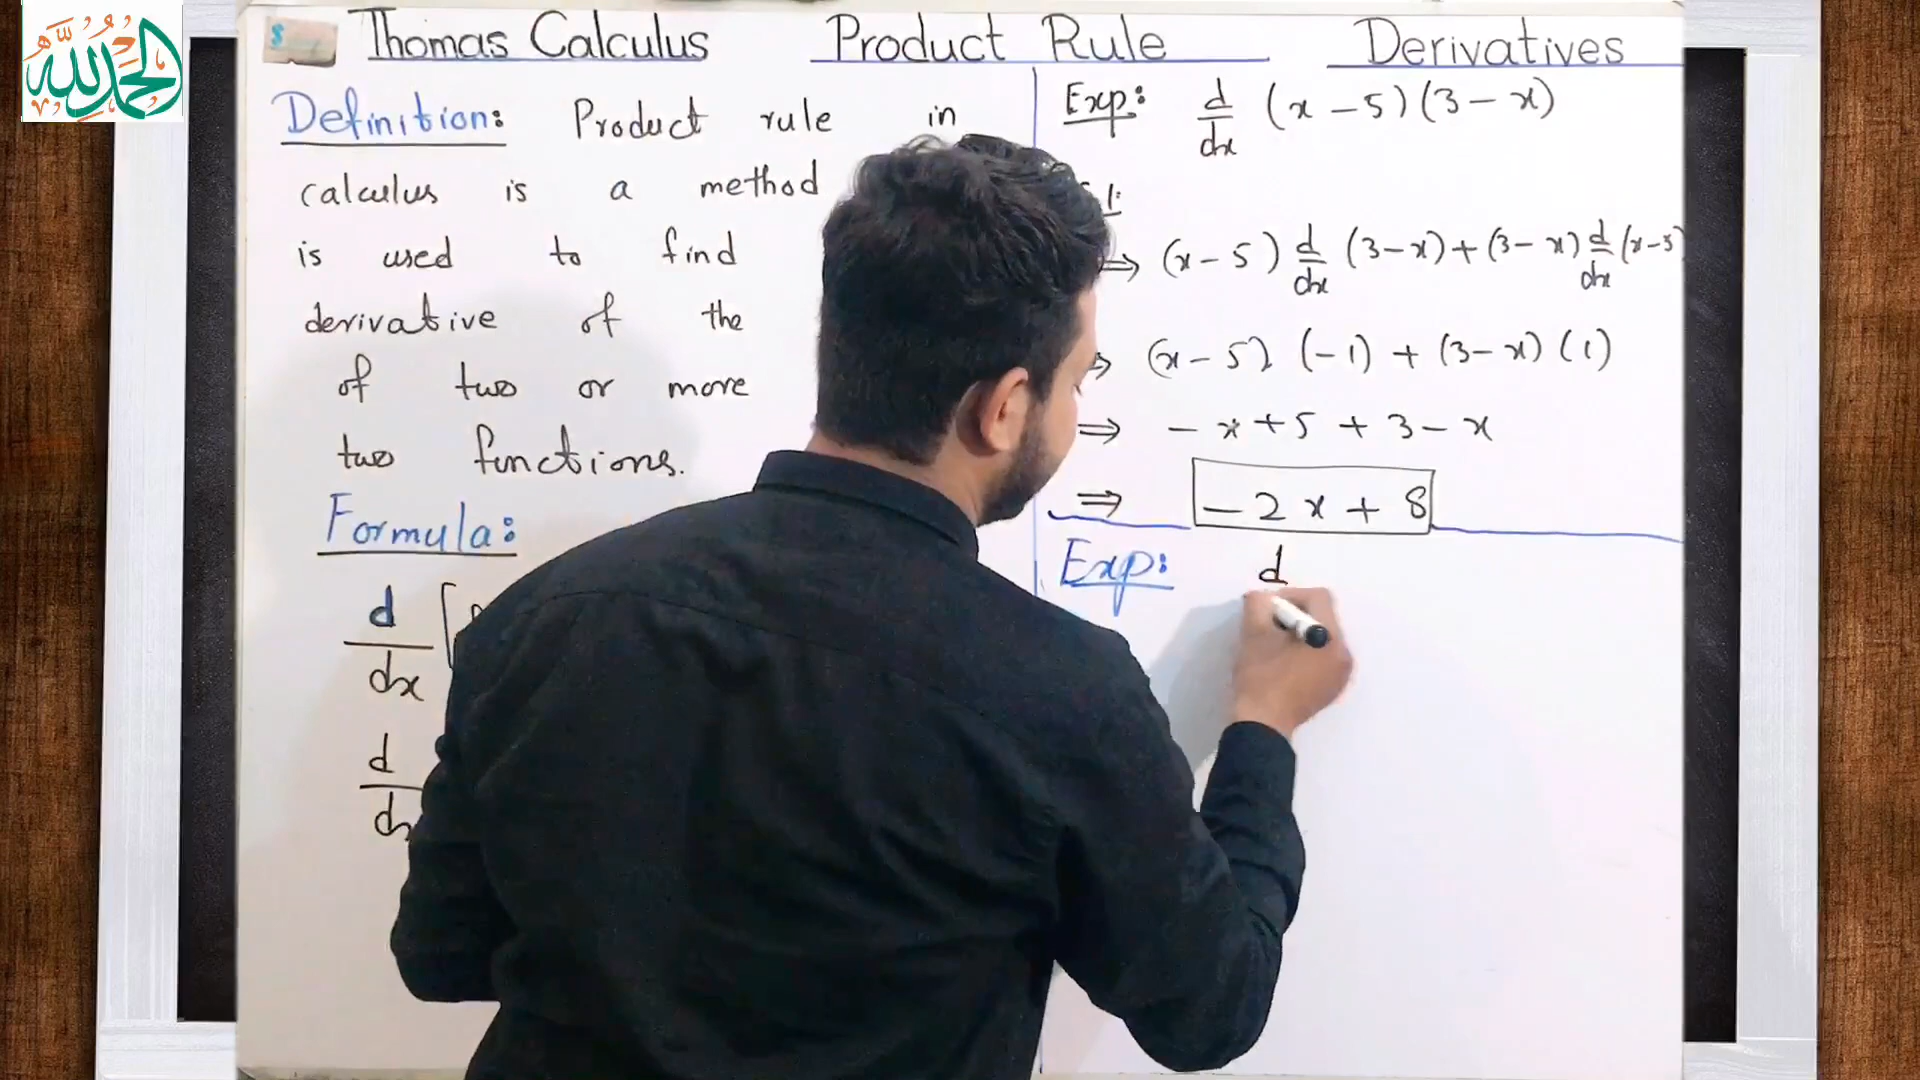 الحمد لله
Thomas Calculus Product Rule Derivatives
Definition: Product rule in
calculus is a method
is used to find
derivative of the
of two or more
two functions.
Formula:
d
dx
d
Exp: d/dx (x - 5)(3 - x)
⇒ (x - 5) d/dx (3 - x) + (3 - x) d/dx (x - 5)
⇒ (x - 5) (-1) + (3 - x) (1)
⇒ - x + 5 + 3 - x
⇒ - 2x + 8
Exp: d